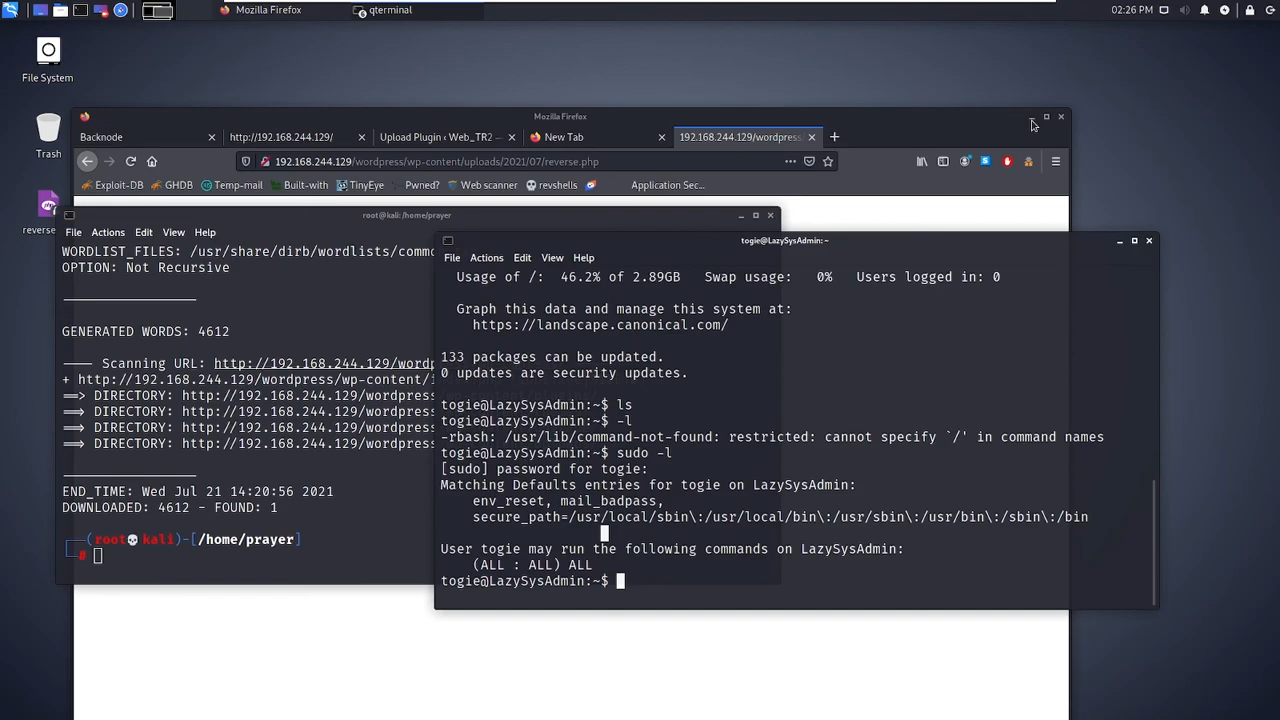 Mozilla Firefox
qterminal
02:26 PM
File System
Trash
Mozilla Firefox
Backnode
http://192.168.244.129/
Upload Plugin ‹ Web_TR2 —
New Tab
192.168.244.129/wordpress
192.168.244.129/wordpress/wp-content/uploads/2021/07/reverse.php
Exploit-DB
GHDB
Temp-mail
Built-with
TinyEye
Pwned?
Web scanner
revshells
Application Sec...
root@kali: /home/prayer
File Actions Edit View Help
WORDLIST_FILES: /usr/share/dirb/wordlists/commo
OPTION: Not Recursive
GENERATED WORDS: 4612
---- Scanning URL: http://192.168.244.129/wordp
+ http://192.168.244.129/wordpress/wp-content/i
==> DIRECTORY: http://192.168.244.129/wordpress
==> DIRECTORY: http://192.168.244.129/wordpress
==> DIRECTORY: http://192.168.244.129/wordpress
==> DIRECTORY: http://192.168.244.129/wordpress
END_TIME: Wed Jul 21 14:20:56 2021
DOWNLOADED: 4612 - FOUND: 1
(root💀kali)-[/home/prayer]
#
togie@LazySysAdmin: ~
File Actions Edit View Help
Usage of /: 46.2% of 2.89GB Swap usage: 0% Users logged in: 0
Graph this data and manage this system at:
https://landscape.canonical.com/
133 packages can be updated.
0 updates are security updates.
togie@LazySysAdmin:~$ ls
togie@LazySysAdmin:~$ -l
-rbash: /usr/lib/command-not-found: restricted: cannot specify `/' in command names
togie@LazySysAdmin:~$ sudo -l
[sudo] password for togie:
Matching Defaults entries for togie on LazySysAdmin:
env_reset, mail_badpass,
secure_path=/usr/local/sbin\:/usr/local/bin\:/usr/sbin\:/usr/bin\:/sbin\:/bin
User togie may run the following commands on LazySysAdmin:
(ALL : ALL) ALL
togie@LazySysAdmin:~$